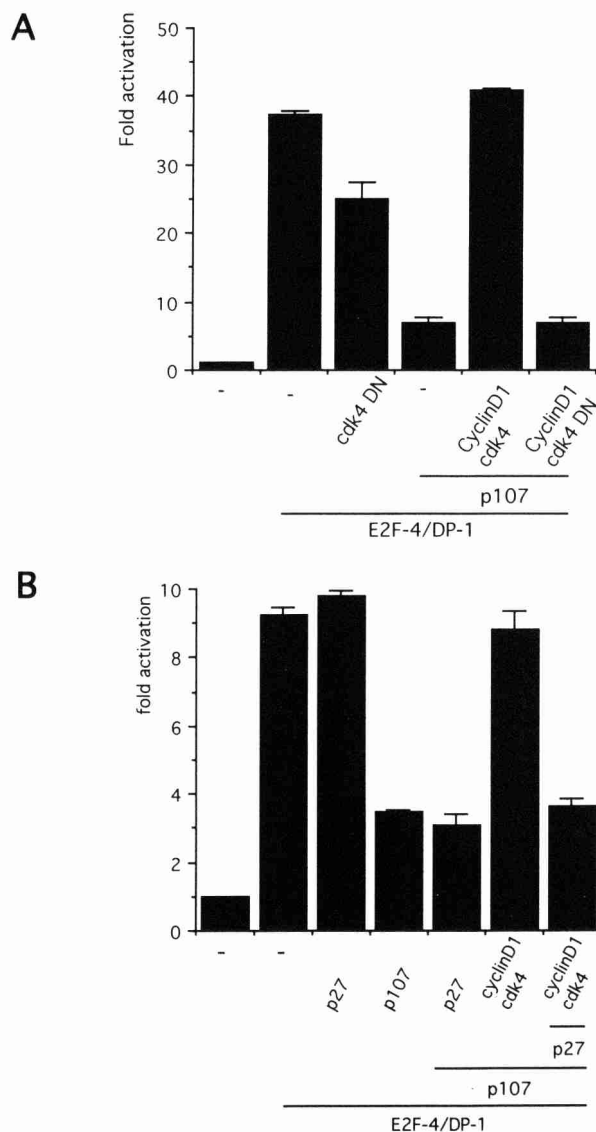 A
Fold activation
50
40
30
20
10
0
-
-
cdk4 DN
-
CyclinD1
cdk4
CyclinD1
cdk4 DN
p107
E2F-4/DP-1
B
fold activation
10
8
6
4
2
0
-
-
p27
p107
p27
cyclinD1
cdk4
cyclinD1
cdk4
p27
p107
E2F-4/DP-1